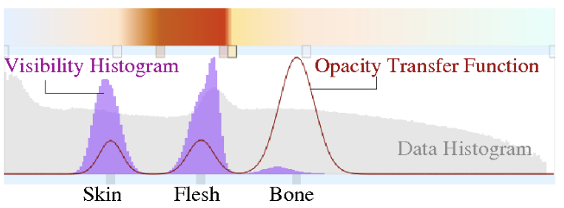 Visibility Histogram
Opacity Transfer Function
Data Histogram
Skin
Flesh
Bone